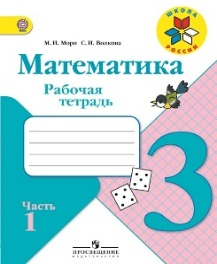 М. И. Моро С. И. Волкова
ШКОЛА
РОССИИ
Математика
Рабочая
тетрадь
3
Часть
1
ПРОСВЕЩЕНИЕ